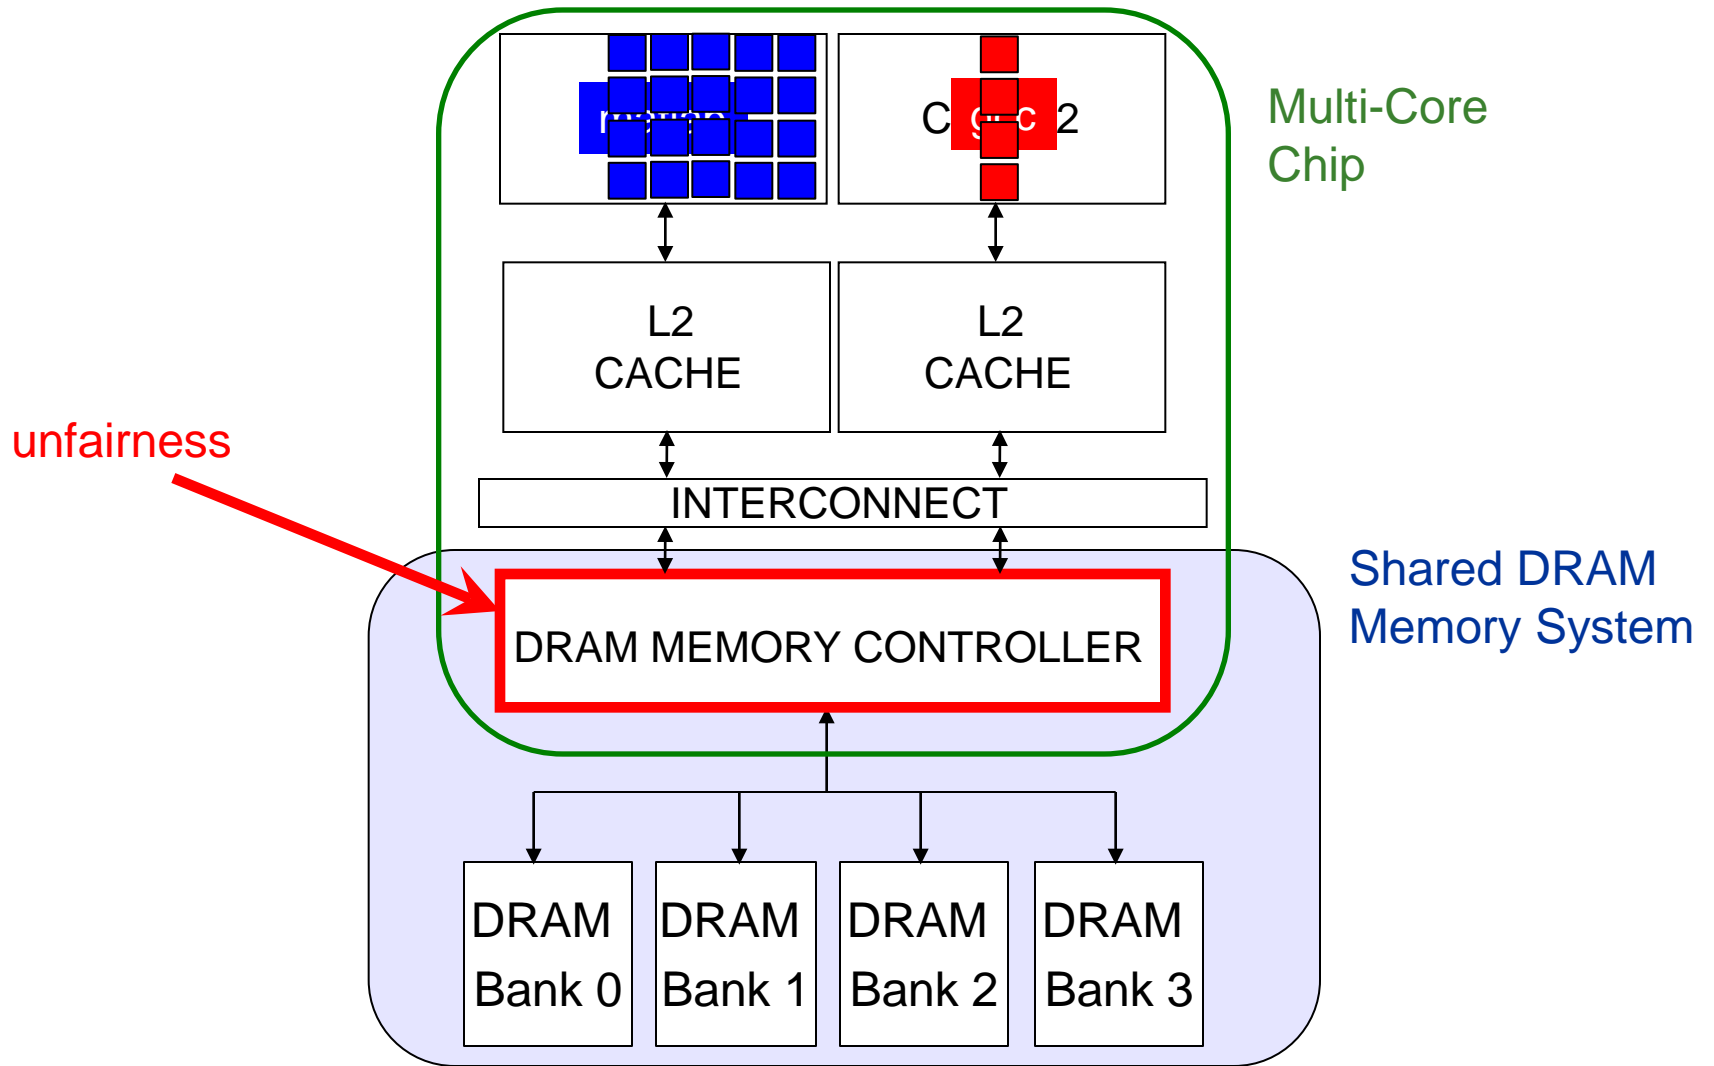 C gcc 2
Multi-Core
Chip
L2
CACHE
L2
CACHE
unfairness
INTERCONNECT
Shared DRAM
Memory System
DRAM MEMORY CONTROLLER
DRAM
Bank 0
DRAM
Bank 1
DRAM
Bank 2
DRAM
Bank 3